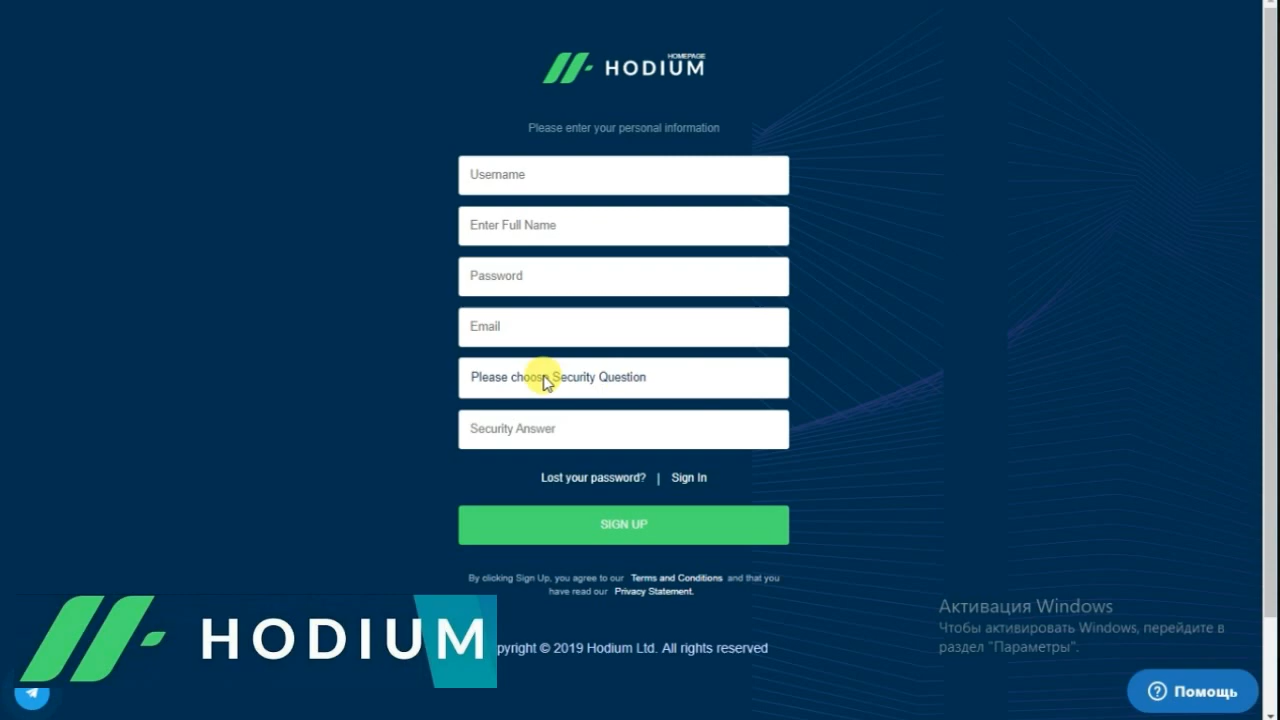 HOMEPAGE
HODIUM
Please enter your personal information
Username
Enter Full Name
Password
Email
Please choose Security Question
Security Answer
Lost your password? | Sign In
SIGN UP
By clicking Sign Up, you agree to our Terms and Conditions and that you
have read our Privacy Statement.
Активация Windows
Чтобы активировать Windows, перейдите в
раздел "Параметры".
HODIUM
pyright © 2019 Hodium Ltd. All rights reserved
Помощь